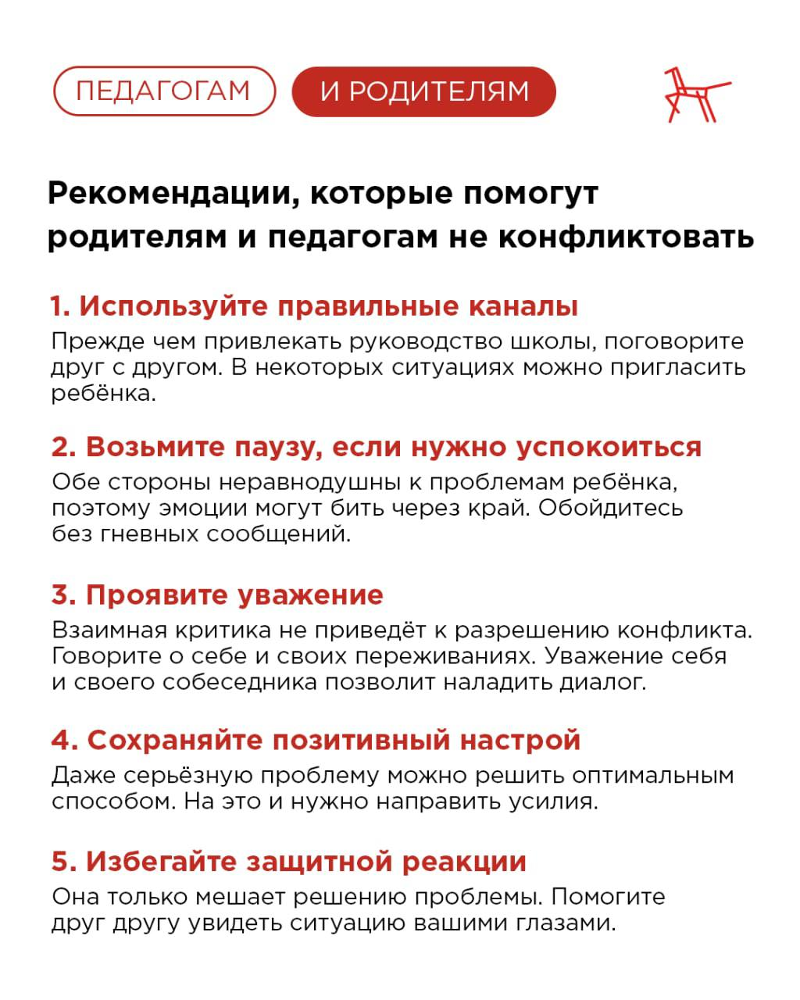 ПЕДАГОГАМ И РОДИТЕЛЯМ
Рекомендации, которые помогут
родителям и педагогам не конфликтовать
1. Используйте правильные каналы
Прежде чем привлекать руководство школы, поговорите
друг с другом. В некоторых ситуациях можно пригласить
ребёнка.
2. Возьмите паузу, если нужно успокоиться
Обе стороны неравнодушны к проблемам ребёнка,
поэтому эмоции могут бить через край. Обойдитесь
без гневных сообщений.
3. Проявите уважение
Взаимная критика не приведёт к разрешению конфликта.
Говорите о себе и своих переживаниях. Уважение себя
и своего собеседника позволит наладить диалог.
4. Сохраняйте позитивный настрой
Даже серьёзную проблему можно решить оптимальным
способом. На это и нужно направить усилия.
5. Избегайте защитной реакции
Она только мешает решению проблемы. Помогите
друг другу увидеть ситуацию вашими глазами.